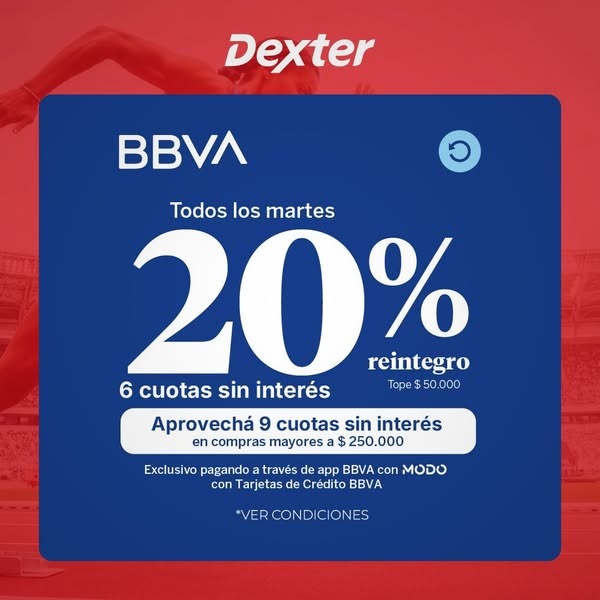 Dexter
BBVA
Todos los martes
20%
reintegro
Tope $ 50.000
6 cuotas sin interés
Aprovechá 9 cuotas sin interés
en compras mayores a $ 250.000
Exclusivo pagando a través de app BBVA con MODO
con Tarjetas de Crédito BBVA
*VER CONDICIONES